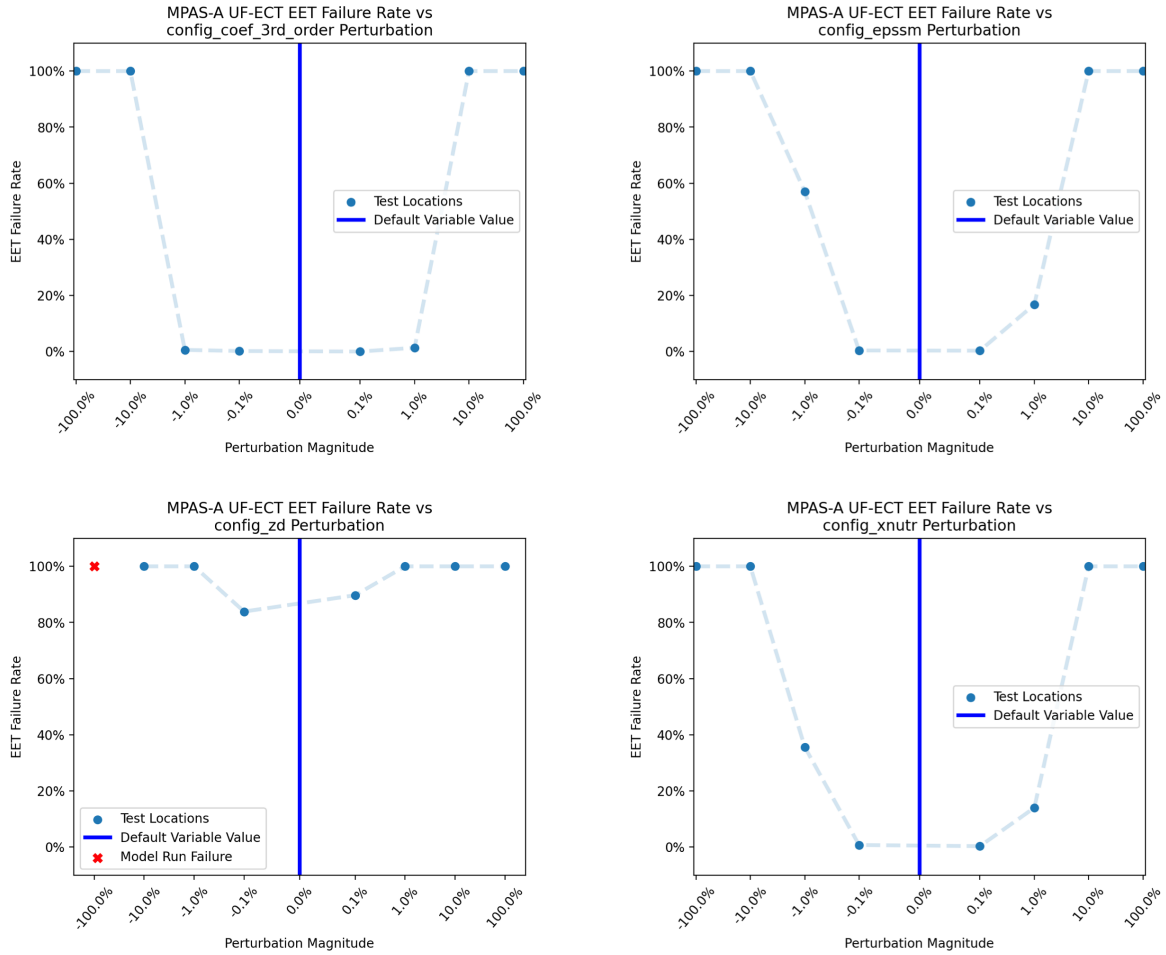 MPAS-A UF-ECT EET Failure Rate vs
config_coef_3rd_order Perturbation
100%
80%
60%
40%
20%
0%
EET Failure Rate
Test Locations
Default Variable Value
-100.0%
-10.0%
-1.0%
-0.1%
0.0%
0.1%
1.0%
10.0%
100.0%
Perturbation Magnitude
MPAS-A UF-ECT EET Failure Rate vs
config_epssm Perturbation
100%
80%
60%
40%
20%
0%
EET Failure Rate
Test Locations
Default Variable Value
-100.0%
-10.0%
-1.0%
-0.1%
0.0%
0.1%
1.0%
10.0%
100.0%
Perturbation Magnitude
MPAS-A UF-ECT EET Failure Rate vs
config_zd Perturbation
100%
80%
60%
40%
20%
0%
EET Failure Rate
Test Locations
Default Variable Value
Model Run Failure
-100.0%
-10.0%
-1.0%
-0.1%
0.0%
0.1%
1.0%
10.0%
100.0%
Perturbation Magnitude
MPAS-A UF-ECT EET Failure Rate vs
config_xnutr Perturbation
100%
80%
60%
40%
20%
0%
EET Failure Rate
Test Locations
Default Variable Value
-100.0%
-10.0%
-1.0%
-0.1%
0.0%
0.1%
1.0%
10.0%
100.0%
Perturbation Magnitude